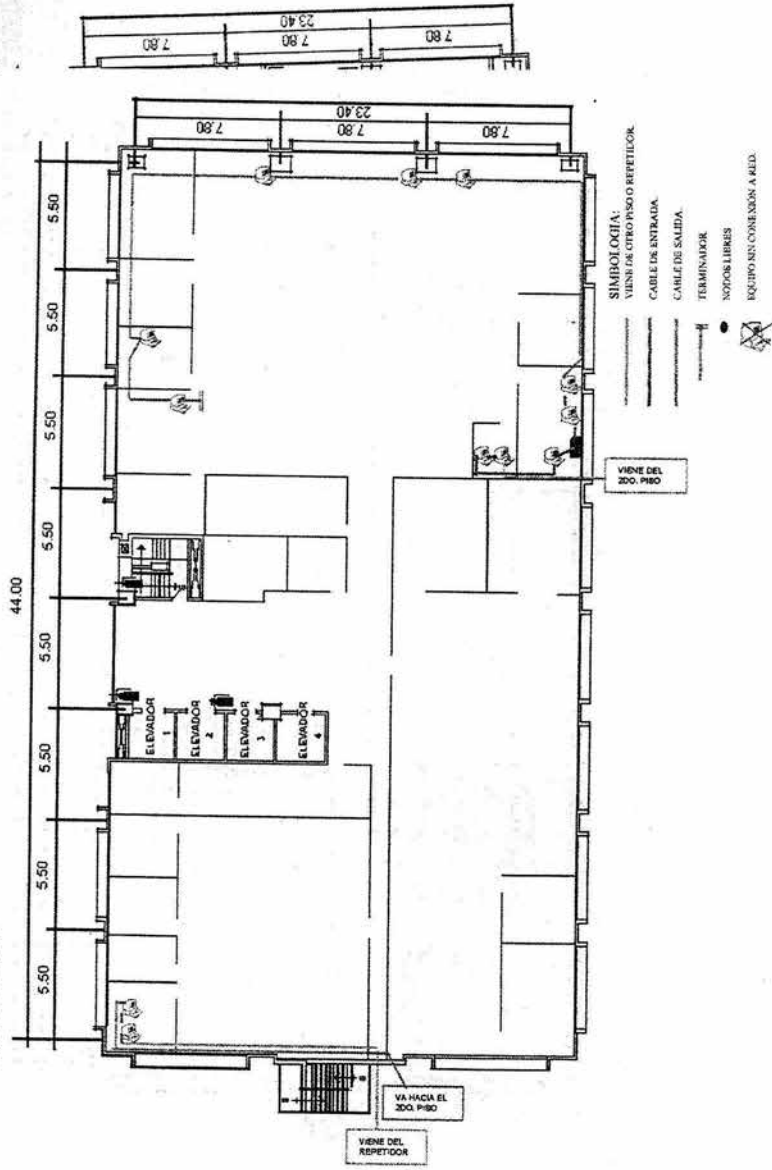 7.80
7.80
7.80
23.40
44.00
5.50
5.50
5.50
5.50
5.50
5.50
5.50
5.50
7.80
7.80
7.80
23.40
ELEVADOR
1
ELEVADOR
2
ELEVADOR
3
ELEVADOR
4
VIENE DEL
2DO. PISO
VA HACIA EL
2DO. PISO
VIENE DEL
REPETIDOR
SIMBOLOGIA:
VIENE DE OTRO PISO O REPETIDOR.
CABLE DE ENTRADA.
CABLE DE SALIDA.
TERMINADOR
NODOS LIBRES
EQUIPO SIN CONEXION A RED.